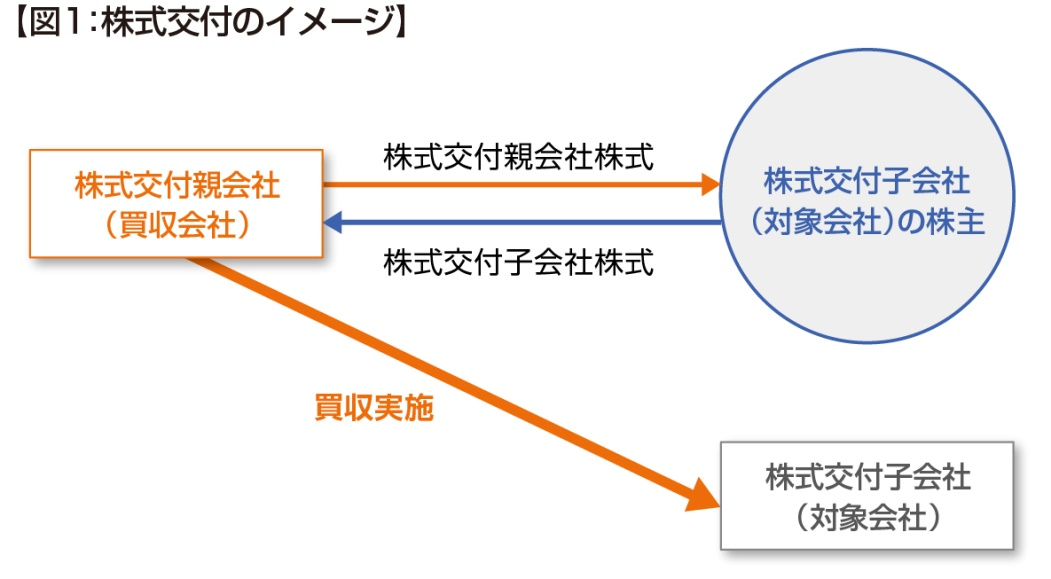 【図1：株式交付のイメージ】
株式交付親会社
（買収会社）
株式交付親会社株式
株式交付子会社株式
株式交付子会社
（対象会社）の株主
買収実施
株式交付子会社
（対象会社）